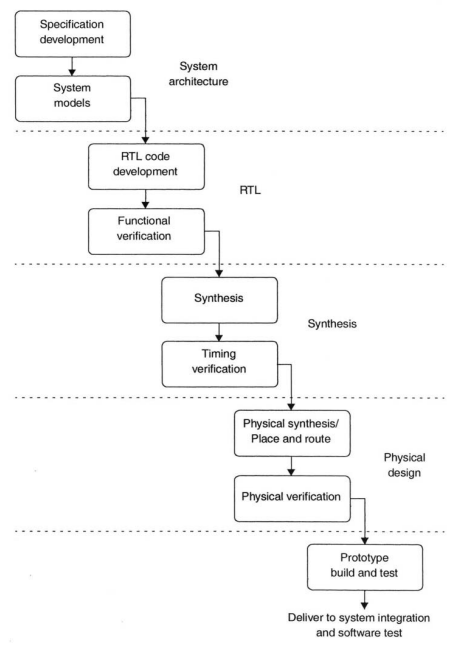 Specification
development
System
architecture
System
models
RTL code
development
RTL
Functional
verification
Synthesis
Synthesis
Timing
verification
Physical synthesis/
Place and route
Physical
design
Physical verification
Prototype
build and test
Deliver to system integration
and software test